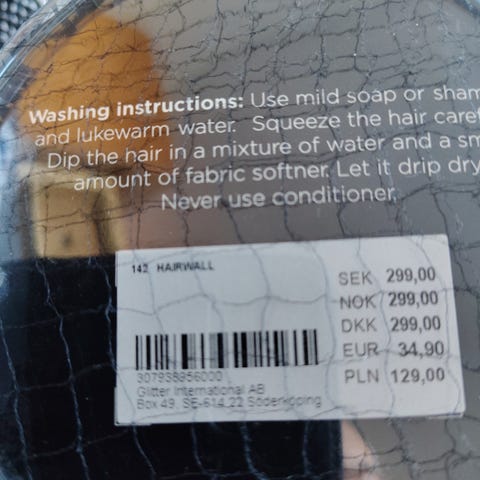 Washing instructions: Use mild soap or sham
and lukewarm water. Squeeze the hair caref
Dip the hair in a mixture of water and a sm
amount of fabric softner. Let it drip dry
Never use conditioner.
142 HAIRWALL
SEK 299,00
NOK 299,00
DKK 299,00
EUR 34,90
PLN 129,00
307938956000
Glitter International AB
Box 49, SE-614 22 Söderköping